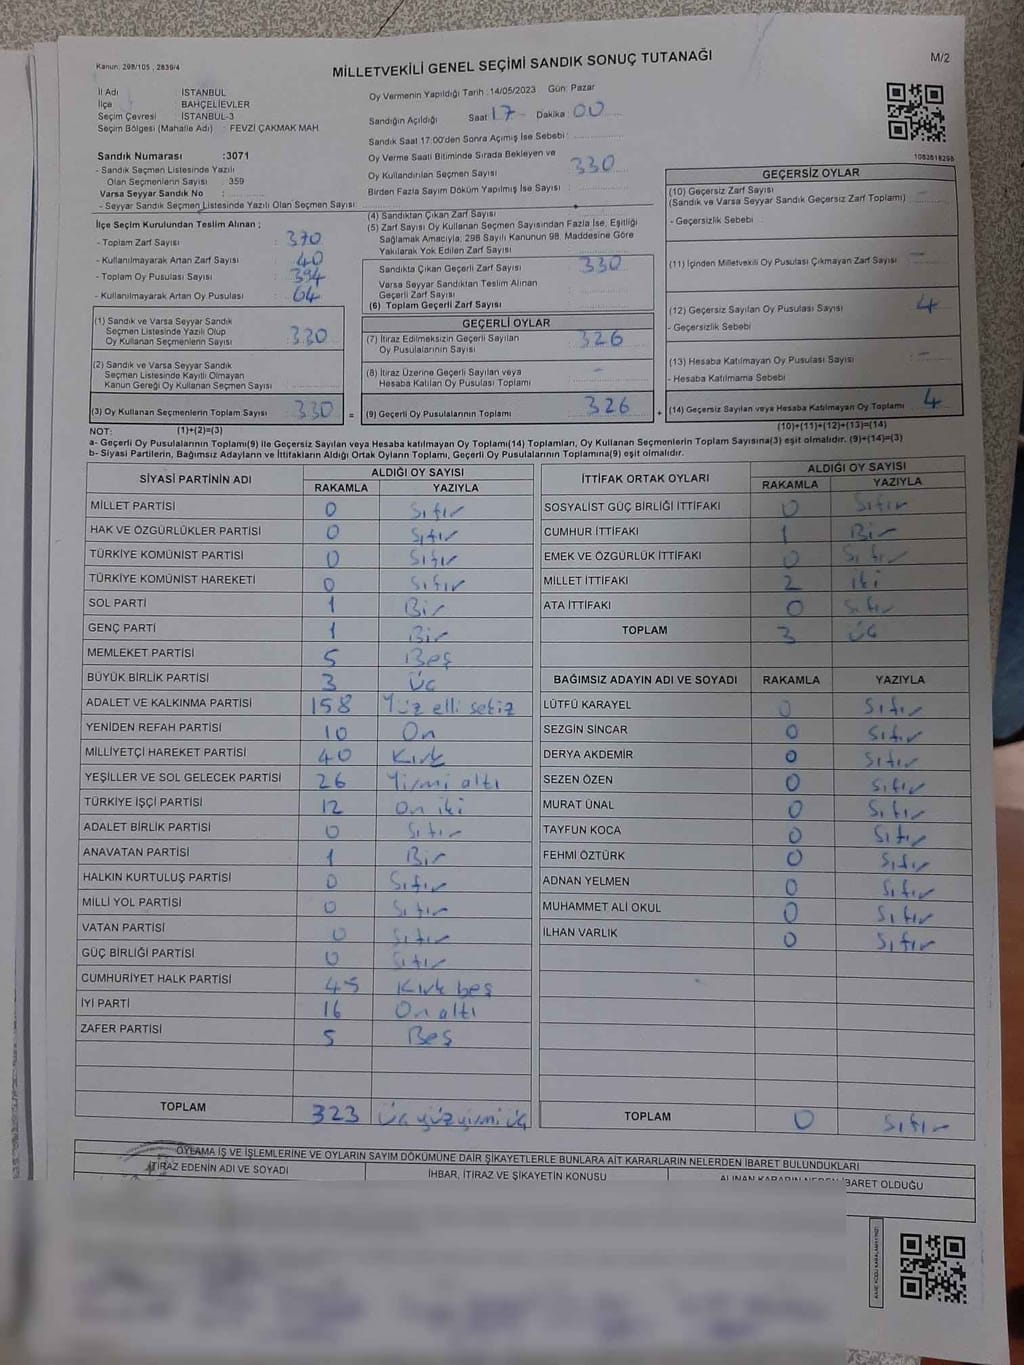 Kanun: 298/105 , 2839/4
MİLLETVEKİLİ GENEL SEÇİMİ SANDIK SONUÇ TUTANAĞI
M/2
İl Adı : İSTANBUL
İlçe BAHÇELİEVLER
Seçim Çevresi : İSTANBUL-3
Seçim Bölgesi (Mahalle Adı) : FEVZİ ÇAKMAK MAH.
Sandık Numarası :3071
- Sandık Seçmen Listesinde Yazılı
Olan Seçmenlerin Sayısı : 359
Varsa Seyyar Sandık No :
- Seyyar Sandık Seçmen Listesinde Yazılı Olan Seçmen Sayısı:
Oy Vermenin Yapıldığı Tarih : 14/05/2023 Gün: Pazar
Sandığın Açıldığı Saat 17 Dakika 00
Sandık Saat 17:00'den Sonra Açımış İse Sebebi :
Oy Verme Saati Bitiminde Sırada Bekleyen ve
Oy Kullandırılan Seçmen Sayısı 330
Birden Fazla Sayım Döküm Yapılmış İse Sayısı :
İlçe Seçim Kurulundan Teslim Alınan ;
- Toplam Zarf Sayısı : 370
- Kullanılmayarak Artan Zarf Sayısı : 40
- Toplam Oy Pusulası Sayısı : 394
- Kullanılmayarak Artan Oy Pusulası : 64
(1) Sandık ve Varsa Seyyar Sandık
Seçmen Listesinde Yazılı Olup
Oy Kullanan Seçmenlerin Sayısı : 330
(2) Sandık ve Varsa Seyyar Sandık
Seçmen Listesinde Kayıtlı Olmayan
Kanun Gereği Oy Kullanan Seçmen Sayısı :
(3) Oy Kullanan Seçmenlerin Toplam Sayısı : 330 =
(4) Sandıktan Çıkan Zarf Sayısı
(5) Zarf Sayısı Oy Kullanan Seçmen Sayısından Fazla İse, Eşitliği
Sağlamak Amacıyla; 298 Sayılı Kanunun 98. Maddesine Göre
Yakılarak Yok Edilen Zarf Sayısı
Sandıkta Çıkan Geçerli Zarf Sayısı 330
Varsa Seyyar Sandıktan Teslim Alınan
Geçerli Zarf Sayısı
(6) Toplam Geçerli Zarf Sayısı
GEÇERLİ OYLAR
(7) İtiraz Edilmeksizin Geçerli Sayılan
Oy Pusulalarının Sayısı 326
(8) İtiraz Üzerine Geçerli Sayılan veya
Hesaba Katılan Oy Pusulası Toplamı -
(9) Geçerli Oy Pusulalarının Toplamı 326 +
GEÇERSİZ OYLAR
(10) Geçersiz Zarf Sayısı
(Sandık ve Varsa Seyyar Sandık Geçersiz Zarf Toplamı) -
- Geçersizlik Sebebi :
(11) İçinden Milletvekili Oy Pusulası Çıkmayan Zarf Sayısı -
(12) Geçersiz Sayılan Oy Pusulası Sayısı 4
- Geçersizlik Sebebi
(13) Hesaba Katılmayan Oy Pusulası Sayısı -
- Hesaba Katılmama Sebebi
(14) Geçersiz Sayılan veya Hesaba Katılmayan Oy Toplamı 4
NOT: (1)+(2)=(3) (10)+(11)+(12)+(13)=(14)
a- Geçerli Oy Pusulalarının Toplamı(9) ile Geçersiz Sayılan veya Hesaba katılmayan Oy Toplamı(14) Toplamları, Oy Kullanan Seçmenlerin Toplam Sayısına(3) eşit olmalıdır. (9)+(14)=(3)
b- Siyasi Partilerin, Bağımsız Adayların ve İttifakların Aldığı Ortak Oyların Toplamı, Geçerli Oy Pusulalarının Toplamına(9) eşit olmalıdır.
SİYASİ PARTİNİN ADI ALDIĞI OY SAYISI
RAKAMLA YAZIYLA
MİLLET PARTİSİ 0 Sıfır
HAK VE ÖZGÜRLÜKLER PARTİSİ 0 Sıfır
TÜRKİYE KOMÜNİST PARTİSİ 0 Sıfır
TÜRKİYE KOMÜNİST HAREKETİ 0 Sıfır
SOL PARTİ 1 Bir
GENÇ PARTİ 1 Bir
MEMLEKET PARTİSİ 5 Beş
BÜYÜK BİRLİK PARTİSİ 3 Üç
ADALET VE KALKINMA PARTİSİ 158 Yüz elli sekiz
YENİDEN REFAH PARTİSİ 10 On
MİLLİYETÇİ HAREKET PARTİSİ 40 Kırk
YEŞİLLER VE SOL GELECEK PARTİSİ 26 Yirmi altı
TÜRKİYE İŞÇİ PARTİSİ 12 On iki
ADALET BİRLİK PARTİSİ 0 Sıfır
ANAVATAN PARTİSİ 1 Bir
HALKIN KURTULUŞ PARTİSİ 0 Sıfır
MİLLİ YOL PARTİSİ 0 Sıfır
VATAN PARTİSİ 0 Sıfır
GÜÇ BİRLİĞİ PARTİSİ 0 Sıfır
CUMHURİYET HALK PARTİSİ 45 Kırk beş
İYİ PARTİ 16 On altı
ZAFER PARTİSİ 5 Beş
TOPLAM 323 Üç yüz yirmi üç
İTTİFAK ORTAK OYLARI ALDIĞI OY SAYISI
RAKAMLA YAZIYLA
SOSYALİST GÜÇ BİRLİĞİ İTTİFAKI 0 Sıfır
CUMHUR İTTİFAKI 1 Bir
EMEK VE ÖZGÜRLÜK İTTİFAKI 0 Sıfır
MİLLET İTTİFAKI 2 iki
ATA İTTİFAKI 0 Sıfır
TOPLAM 3 Üç
BAĞIMSIZ ADAYIN ADI VE SOYADI RAKAMLA YAZIYLA
LÜTFÜ KARAYEL 0 Sıfır
SEZGİN SİNCAR 0 Sıfır
DERYA AKDEMİR 0 Sıfır
SEZEN ÖZEN 0 Sıfır
MURAT ÜNAL 0 Sıfır
TAYFUN KOCA 0 Sıfır
FEHMİ ÖZTÜRK 0 Sıfır
ADNAN YELMEN 0 Sıfır
MUHAMMET ALİ OKUL 0 Sıfır
İLHAN VARLIK 0 Sıfır
TOPLAM 0 Sıfır
OYLAMA İŞ VE İŞLEMLERİNE VE OYLARIN SAYIM DÖKÜMÜNE DAİR ŞİKAYETLERLE BUNLARA AİT KARARLARIN NELERDEN İBARET BULUNDUKLARI
İTİRAZ EDENİN ADI VE SOYADI İHBAR, İTİRAZ VE ŞİKAYETİN KONUSU ALINAN KARARIN NEDEN İBARET OLDUĞU